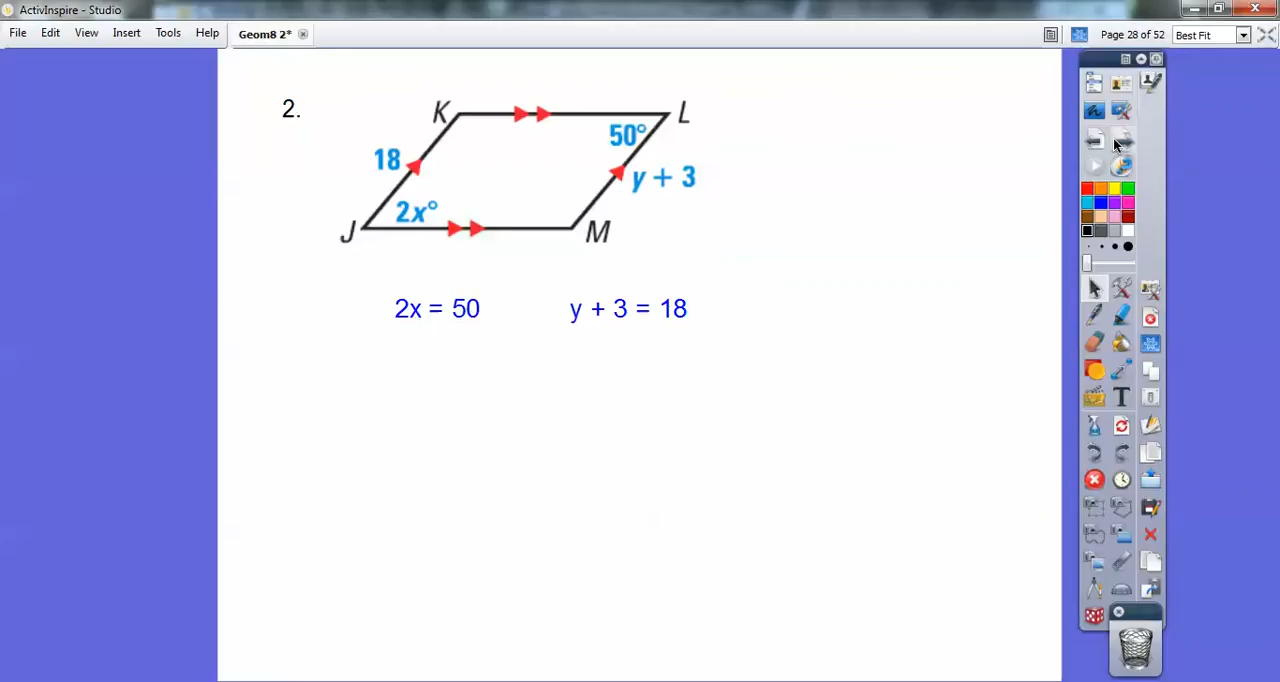 ActivInspire - Studio
File Edit View Insert Tools Help
Geom8 2*
Page 28 of 52
Best Fit
2.
K
L
50°
18
y + 3
2x°
J
M
2x = 50
y + 3 = 18
T